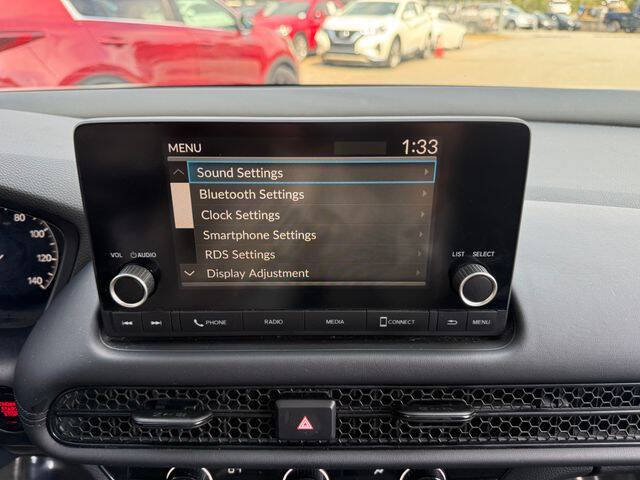 MENU 1:33
Sound Settings
Bluetooth Settings
Clock Settings
Smartphone Settings
RDS Settings
Display Adjustment
VOL AUDIO
LIST SELECT
PHONE RADIO MEDIA CONNECT MENU
80
100
120
140